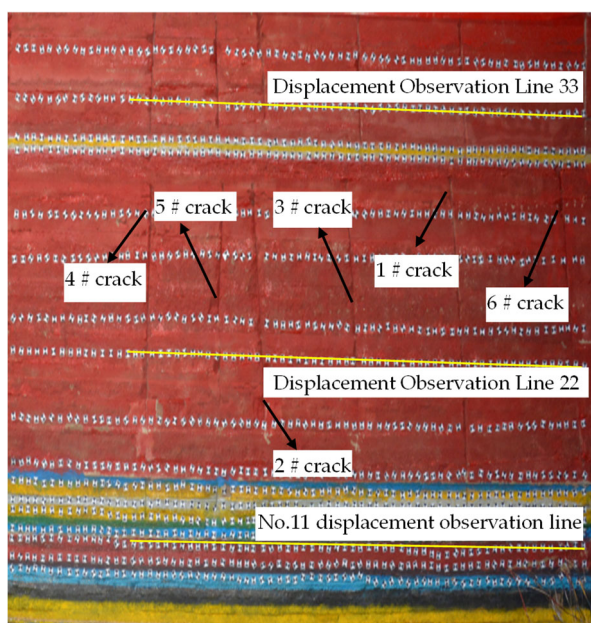 Displacement Observation Line 33
5 # crack
3 # crack
4 # crack
1 # crack
6 # crack
Displacement Observation Line 22
2 # crack
No.11 displacement observation line